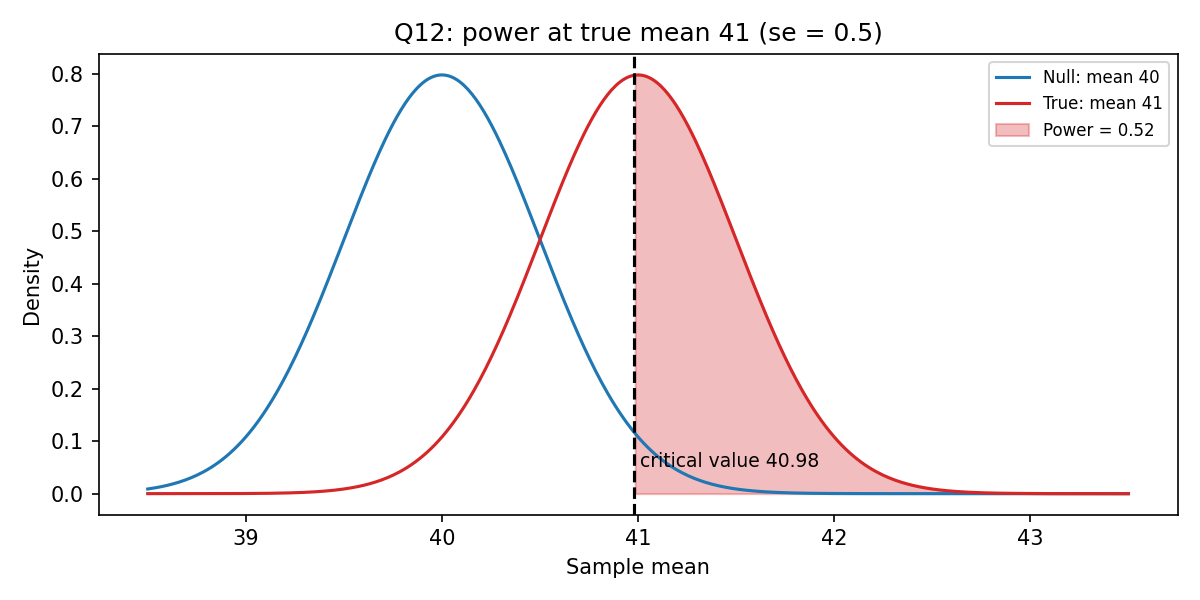 Q12: power at true mean 41 (se = 0.5)
Null: mean 40
True: mean 41
Power = 0.52
0.8
0.7
0.6
0.5
0.4
0.3
0.2
0.1
0.0
Density
critical value 40.98
39
40
41
42
43
Sample mean